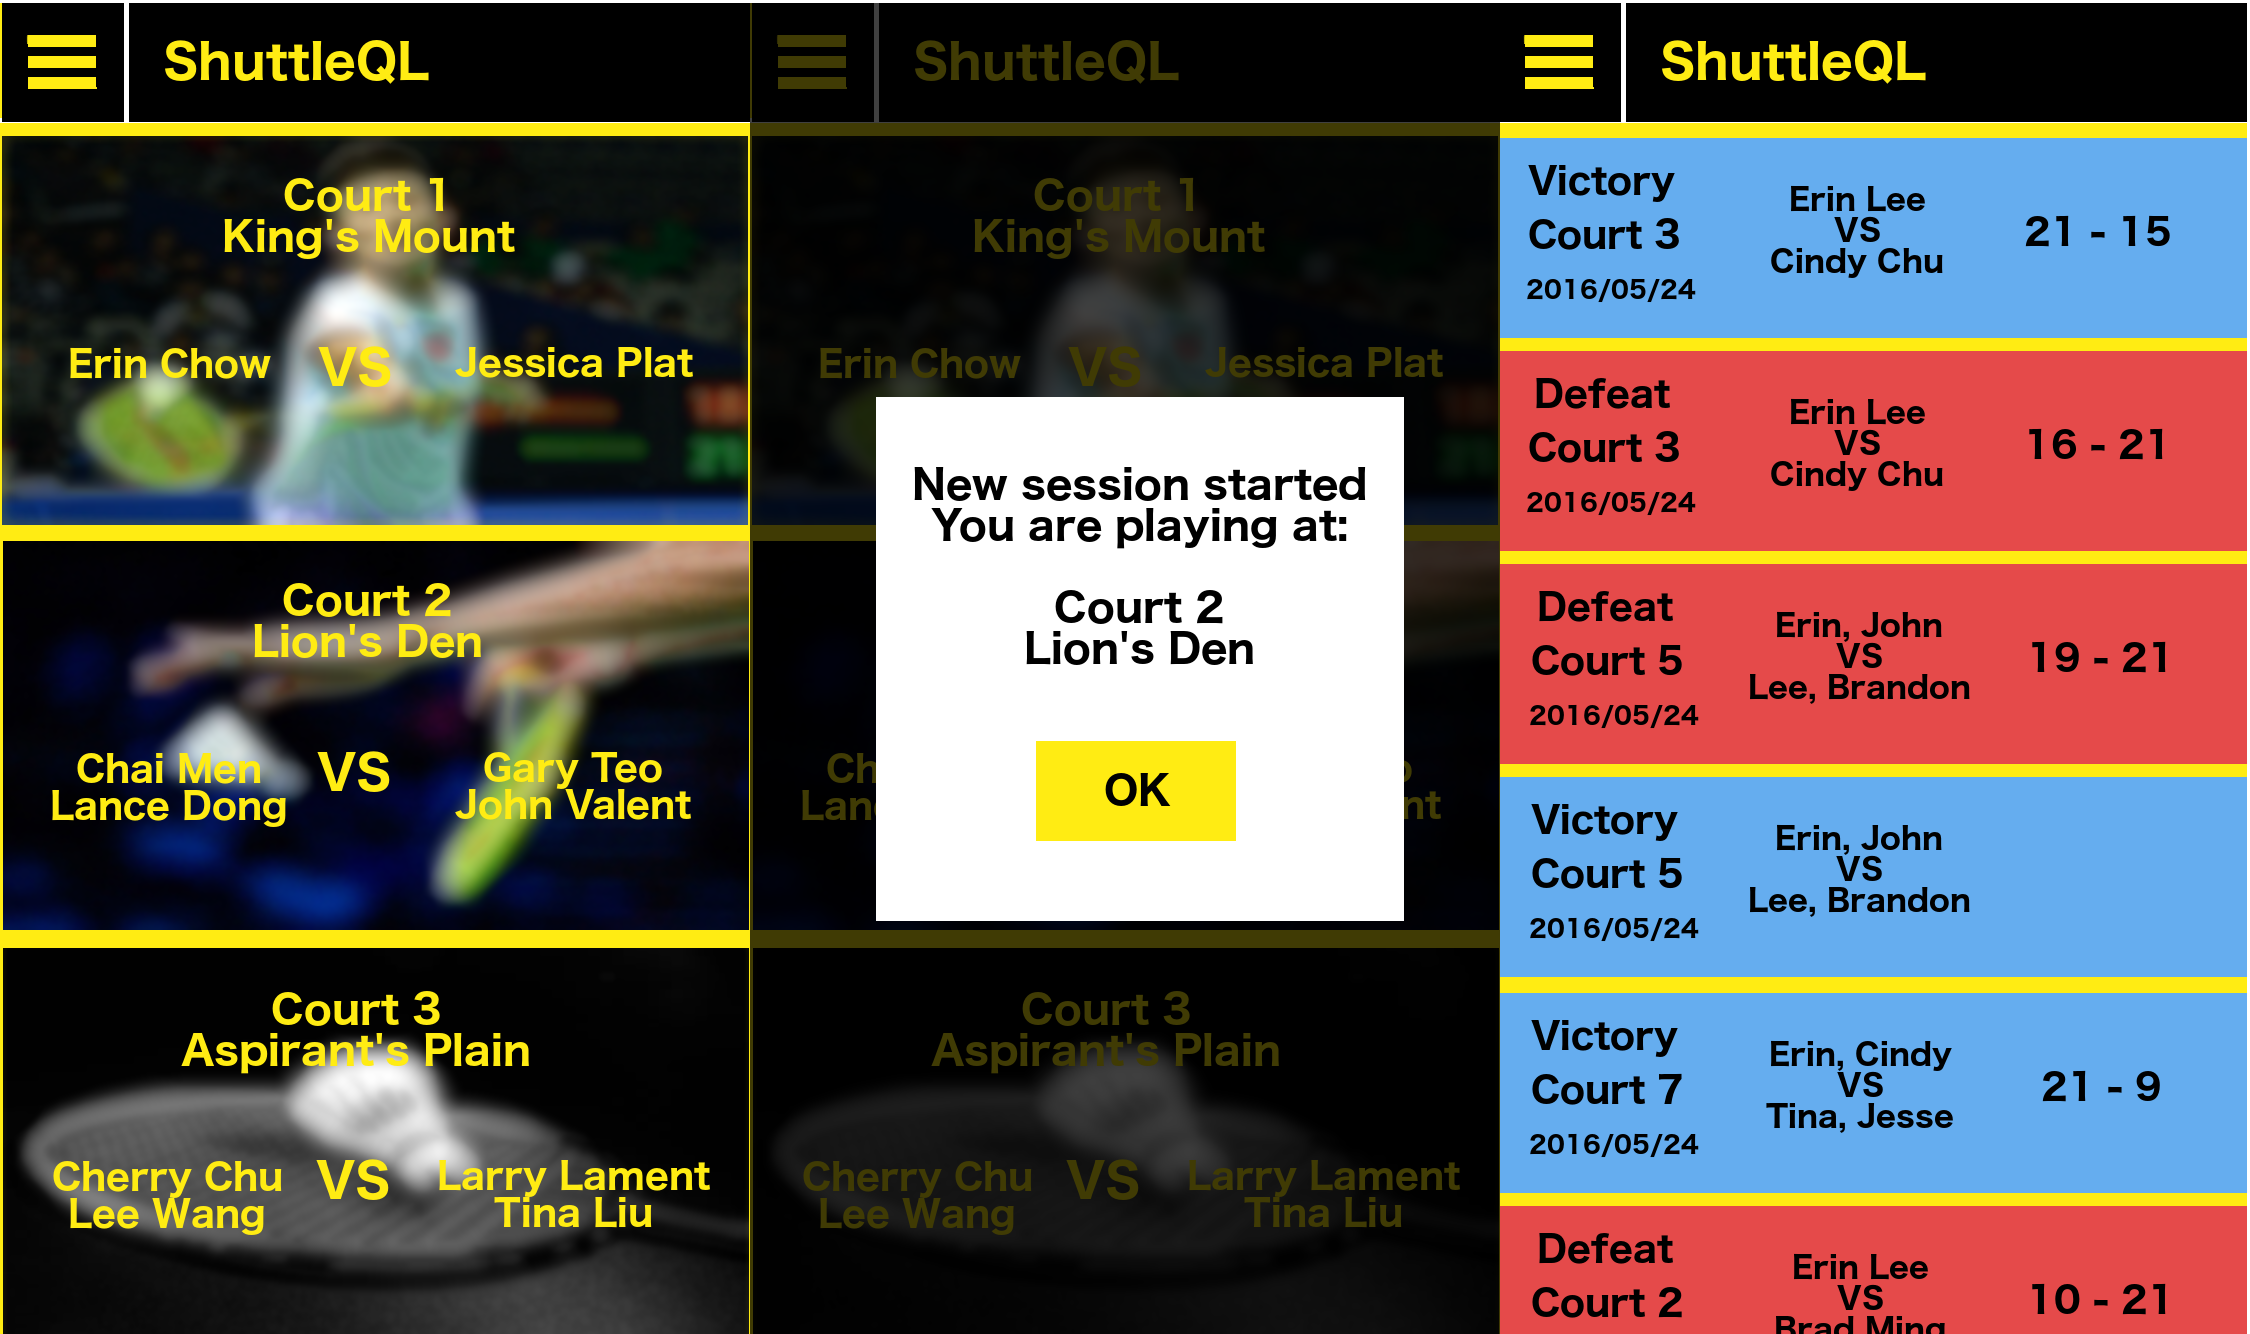 ShuttleQL
Court 1
King's Mount
Erin Chow VS Jessica Plat
Court 2
Lion's Den
Chai Men
Lance Dong
VS
Gary Teo
John Valent
Court 3
Aspirant's Plain
Cherry Chu
Lee Wang
VS
Larry Lament
Tina Liu
ShuttleQL
Court 1
King's Mount
Erin Chow VS Jessica Plat
New session started
You are playing at:
Court 2
Lion's Den
OK
Court 3
Aspirant's Plain
Cherry Chu
Lee Wang
VS
Larry Lament
Tina Liu
ShuttleQL
Victory
Court 3
2016/05/24
Erin Lee
VS
Cindy Chu
21 - 15
Defeat
Court 3
2016/05/24
Erin Lee
VS
Cindy Chu
16 - 21
Defeat
Court 5
2016/05/24
Erin, John
VS
Lee, Brandon
19 - 21
Victory
Court 5
2016/05/24
Erin, John
VS
Lee, Brandon
Victory
Court 7
2016/05/24
Erin, Cindy
VS
Tina, Jesse
21 - 9
Defeat
Court 2
Erin Lee
VS
Brad Ming
10 - 21